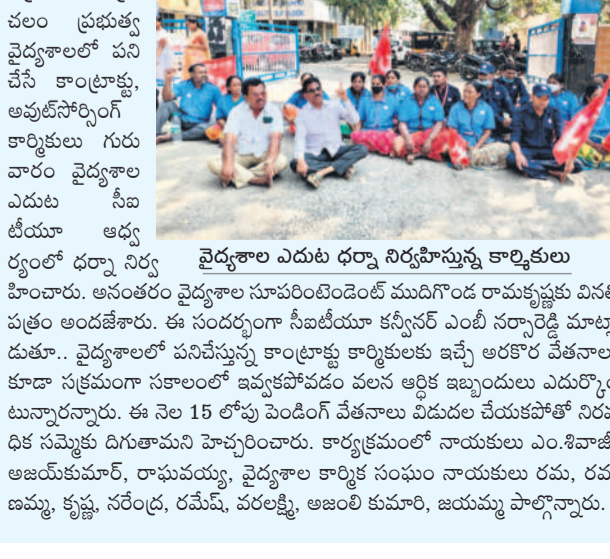 చలం ప్రభుత్వ
వైద్యశాలలో పని
చేసే కాంట్రాక్టు,
అవుట్‌సోర్సింగ్
కార్మికులు గురు
వారం వైద్యశాల
ఎదుట సీఐ
టీయూ ఆధ్వ
ర్యంలో ధర్నా నిర్వ
వైద్యశాల ఎదుట ధర్నా నిర్వహిస్తున్న కార్మికులు
హించారు. అనంతరం వైద్యశాల సూపరింటెండెంట్ ముదిగొండ రామకృష్ణకు వినతి
పత్రం అందజేశారు. ఈ సందర్భంగా సీఐటీయూ కన్వీనర్ ఎంబీ నర్సారెడ్డి మాట్లా
డుతూ.. వైద్యశాలలో పనిచేస్తున్న కాంట్రాక్టు కార్మికులకు ఇచ్చే అరకొర వేతనాలు
కూడా సక్రమంగా సకాలంలో ఇవ్వకపోవడం వలన ఆర్థిక ఇబ్బందులు ఎదుర్కొం
టున్నారన్నారు. ఈ నెల 15 లోపు పెండింగ్ వేతనాలు విడుదల చేయకపోతో నిరవ
ధిక సమ్మెకు దిగుతామని హెచ్చరించారు. కార్యక్రమంలో నాయకులు ఎం.శివాజీ
అజయ్‌కుమార్, రాఘవయ్య, వైద్యశాల కార్మిక సంఘం నాయకులు రమ, రమ
ణమ్మ, కృష్ణ, నరేంద్ర, రమేష్, వరలక్ష్మి, అజంలి కుమారి, జయమ్మ పాల్గొన్నారు.